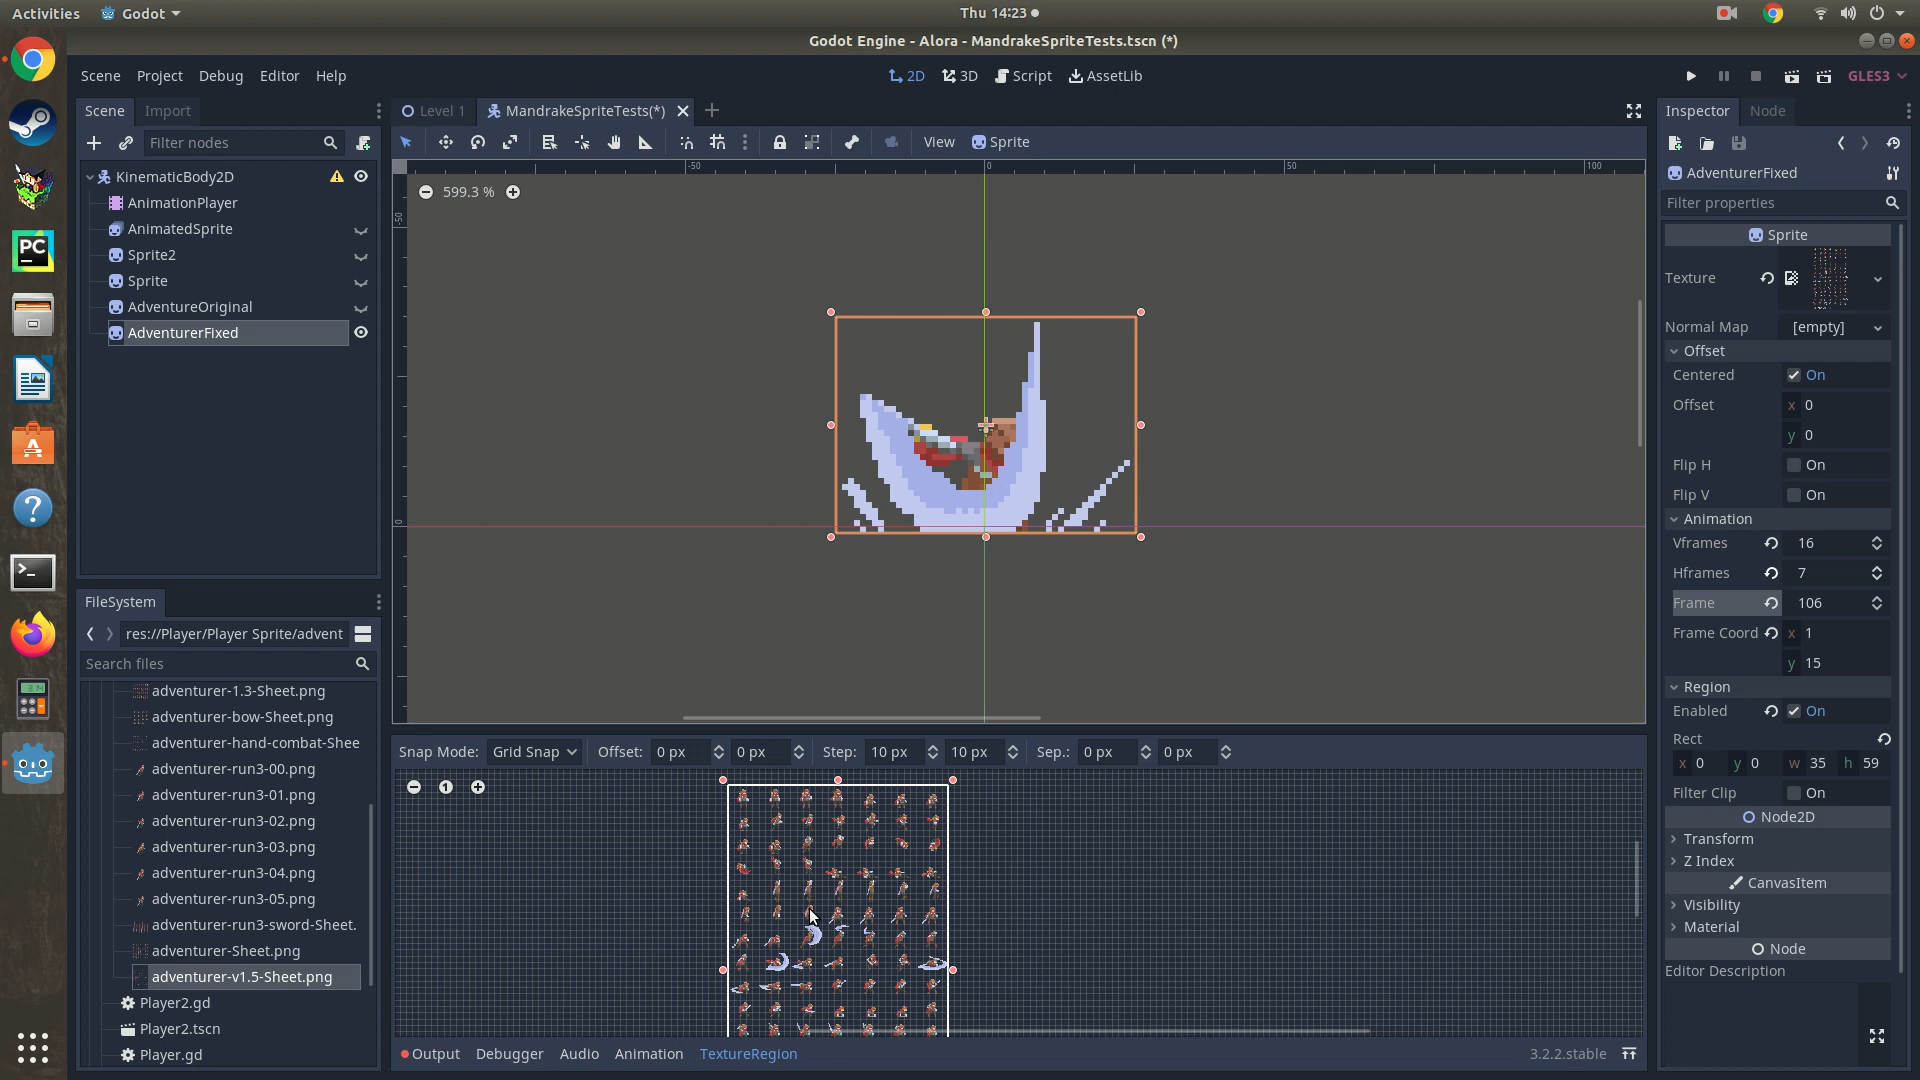 Activities Godot Thu 14:23
Godot Engine - Alora - MandrakeSpriteTests.tscn (*)
Scene Project Debug Editor Help 2D 3D Script AssetLib GLES3
Scene Import Level 1 MandrakeSpriteTests(*) Inspector Node
Filter nodes View Sprite
KinematicBody2D
AnimationPlayer
AnimatedSprite
Sprite2
Sprite
AdventureOriginal
AdventurerFixed
-50 0 50 100
-50
0
599.3 %
FileSystem
res://Player/Player Sprite/advent
Search files
adventurer-1.3-Sheet.png
adventurer-bow-Sheet.png
adventurer-hand-combat-Shee
adventurer-run3-00.png
adventurer-run3-01.png
adventurer-run3-02.png
adventurer-run3-03.png
adventurer-run3-04.png
adventurer-run3-05.png
adventurer-run3-sword-Sheet.
adventurer-Sheet.png
adventurer-v1.5-Sheet.png
Player2.gd
Player2.tscn
Player.gd
Snap Mode: Grid Snap Offset: 0 px 0 px Step: 10 px 10 px Sep.: 0 px 0 px
1
Output Debugger Audio Animation TextureRegion 3.2.2.stable
AdventurerFixed
Filter properties
Sprite
Texture
Normal Map [empty]
Offset
Centered On
Offset x 0
y 0
Flip H On
Flip V On
Animation
Vframes 16
Hframes 7
Frame 106
Frame Coord x 1
y 15
Region
Enabled On
Rect
x 0 y 0 w 35 h 59
Filter Clip On
Node2D
Transform
Z Index
CanvasItem
Visibility
Material
Node
Editor Description
PC